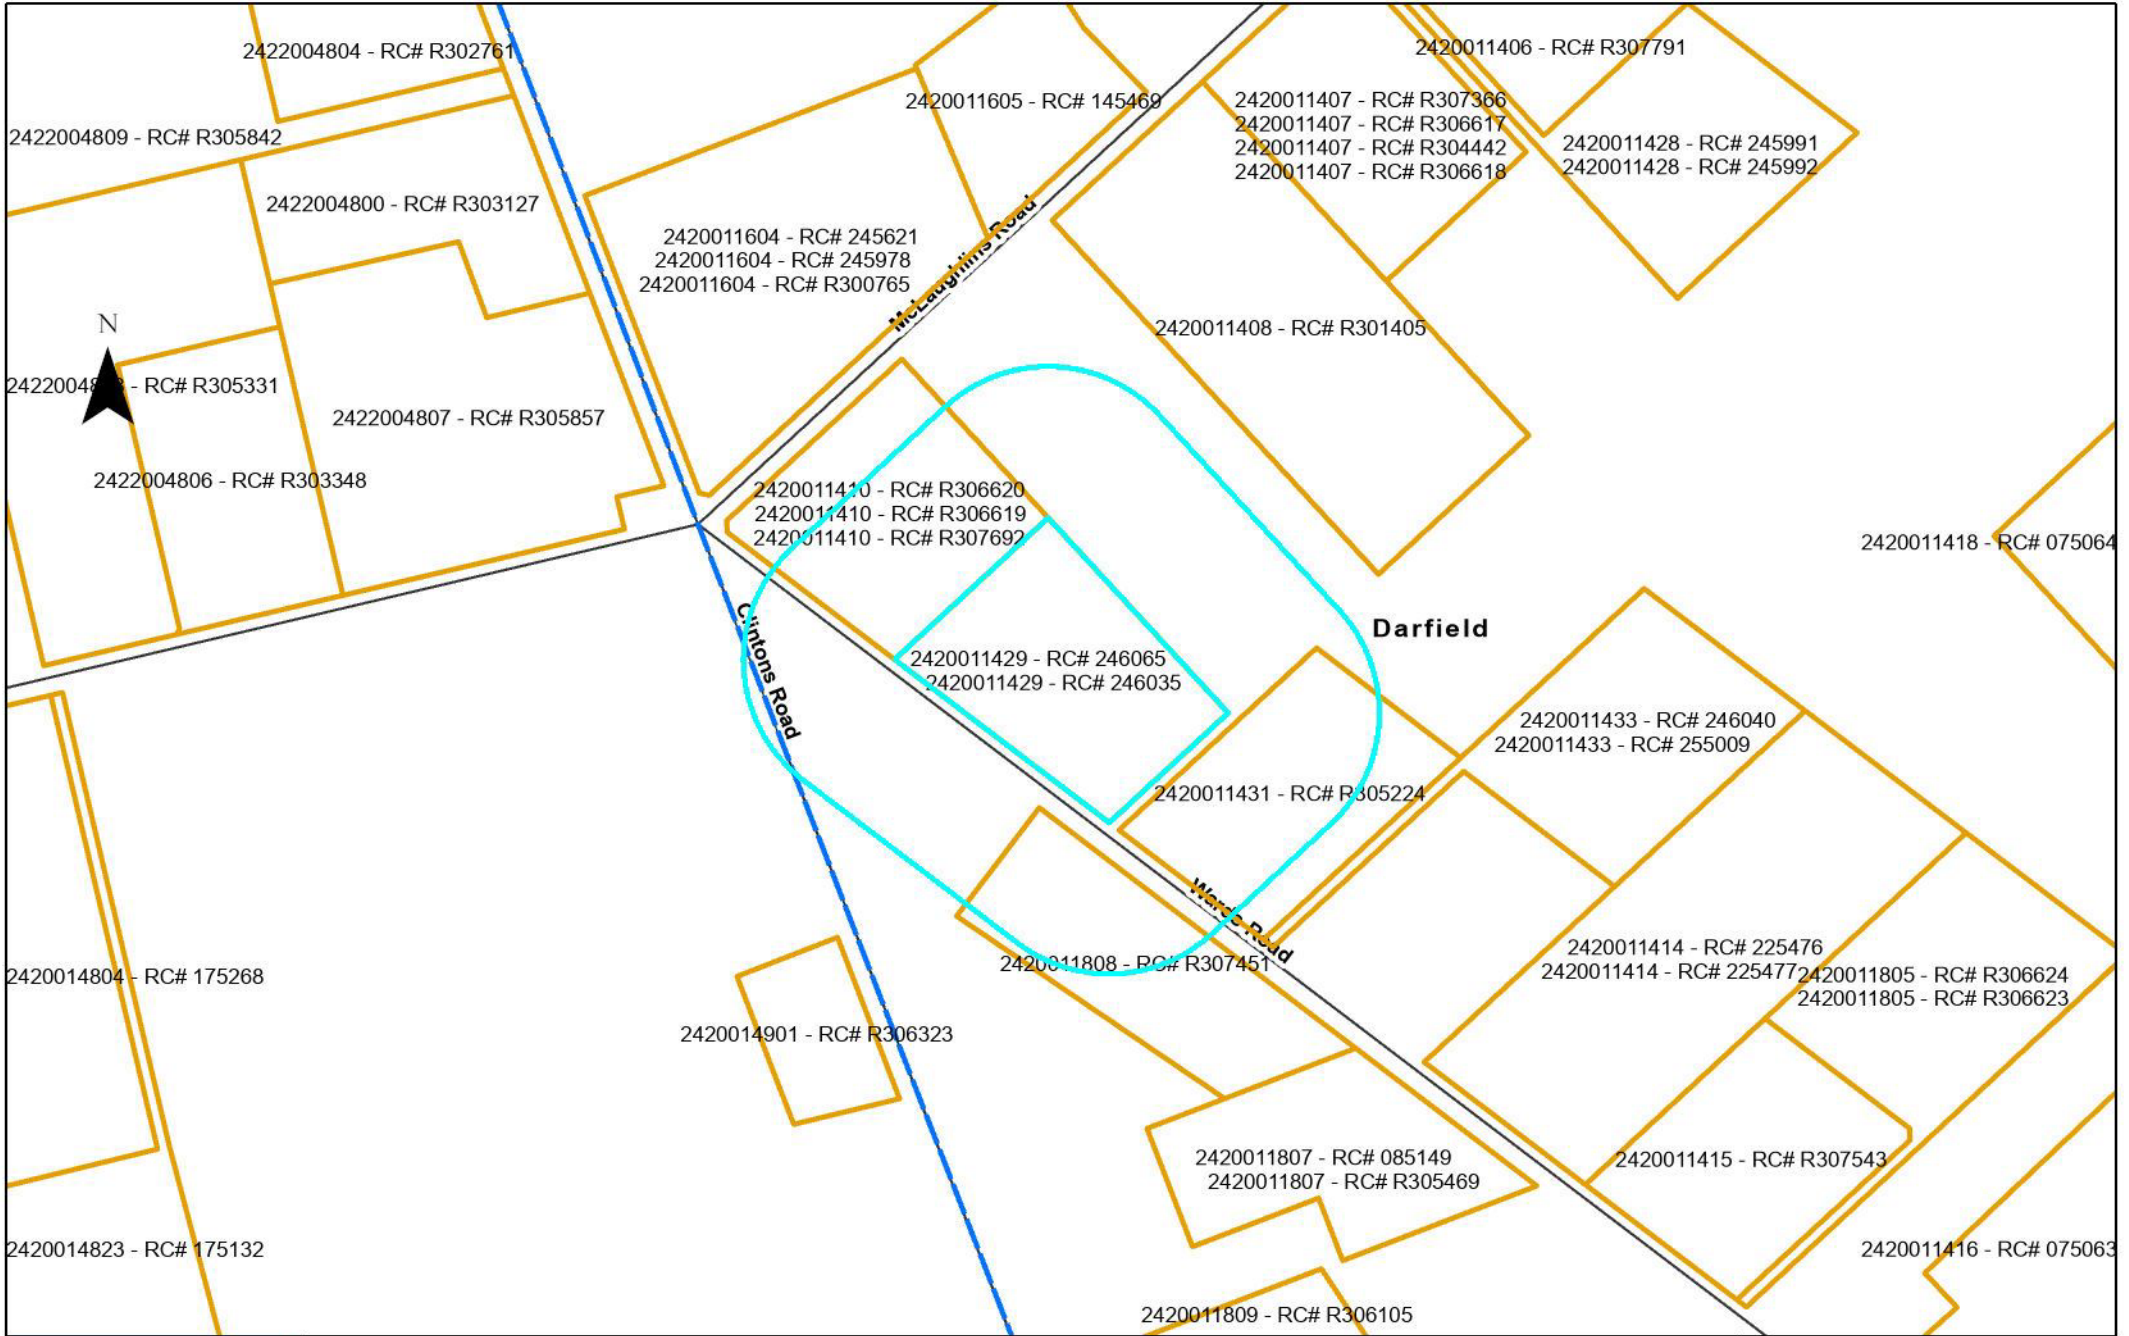 2422004804 - RC# R302761
2420011406 - RC# R307791
2420011605 - RC# 145469
2420011407 - RC# R307366
2420011407 - RC# R306617
2420011407 - RC# R304442
2420011407 - RC# R306618
2422004809 - RC# R305842
2420011428 - RC# 245991
2420011428 - RC# 245992
2422004800 - RC# R303127
2420011604 - RC# 245621
2420011604 - RC# 245978
2420011604 - RC# R300765
McLaughlins Road
N
2420011408 - RC# R301405
- RC# R305331
2422004807 - RC# R305857
2422004806 - RC# R303348
2420011410 - RC# R306620
2420011410 - RC# R306619
2420011410 - RC# R307692
2420011418 - RC# 075064
Darfield
Clintons Road
2420011429 - RC# 246065
2420011429 - RC# 246035
2420011433 - RC# 246040
2420011433 - RC# 255009
2420011431 - RC# R305224
Wards Road
2420011808 - RC# R307451
2420011414 - RC# 225476
2420011414 - RC# 225477
2420011805 - RC# R306624
2420011805 - RC# R306623
2420014804 - RC# 175268
2420014901 - RC# R306323
2420011807 - RC# 085149
2420011807 - RC# R305469
2420011415 - RC# R307543
2420014823 - RC# 175132
2420011416 - RC# 075063
2420011809 - RC# R306105